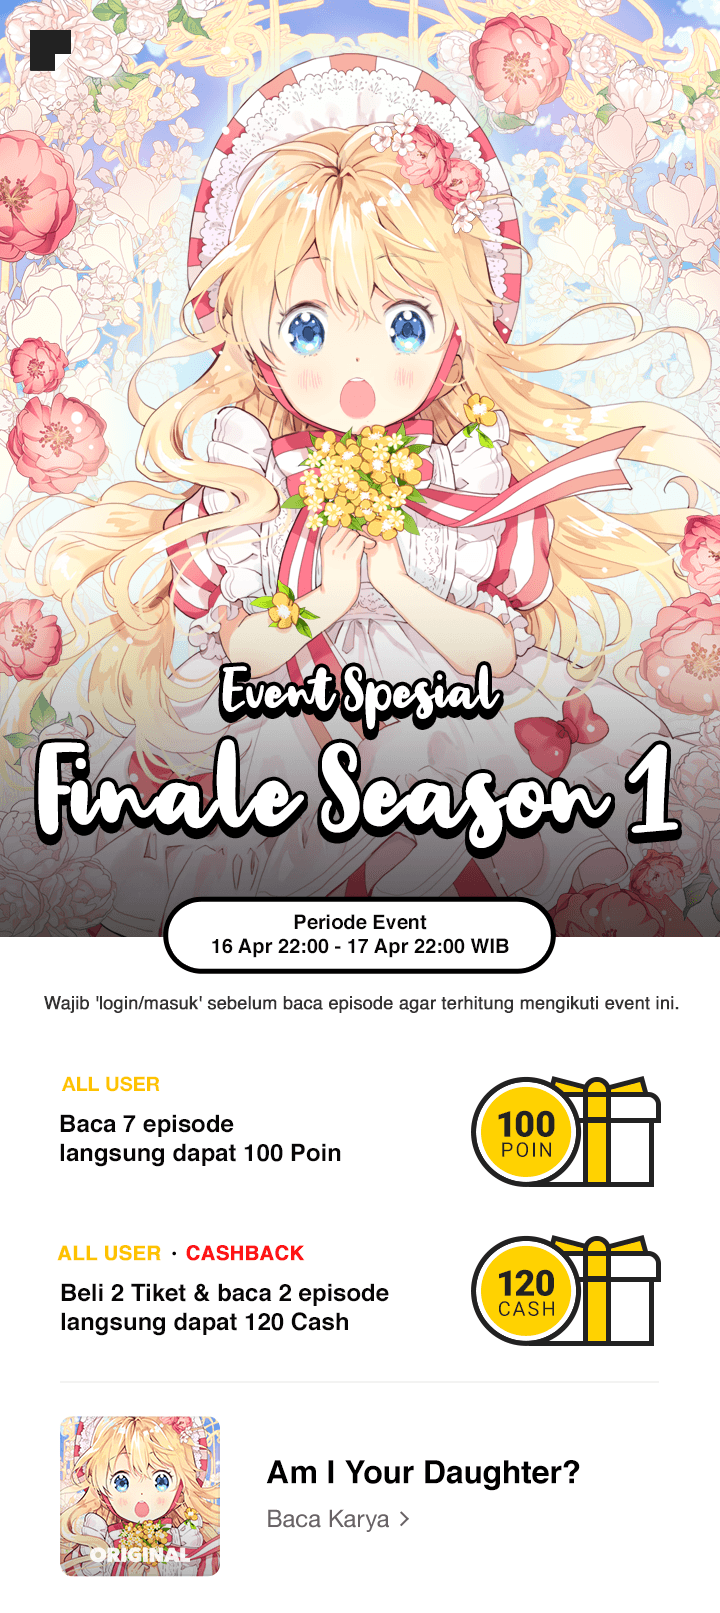 Event Spesial
Finale Season 1
Periode Event
16 Apr 22:00 - 17 Apr 22:00 WIB
Wajib 'login/masuk' sebelum baca episode agar terhitung mengikuti event ini.
ALL USER
Baca 7 episode
langsung dapat 100 Poin
100
POIN
ALL USER · CASHBACK
Beli 2 Tiket & baca 2 episode
langsung dapat 120 Cash
120
CASH
ORIGINAL
Am I Your Daughter?
Baca Karya >